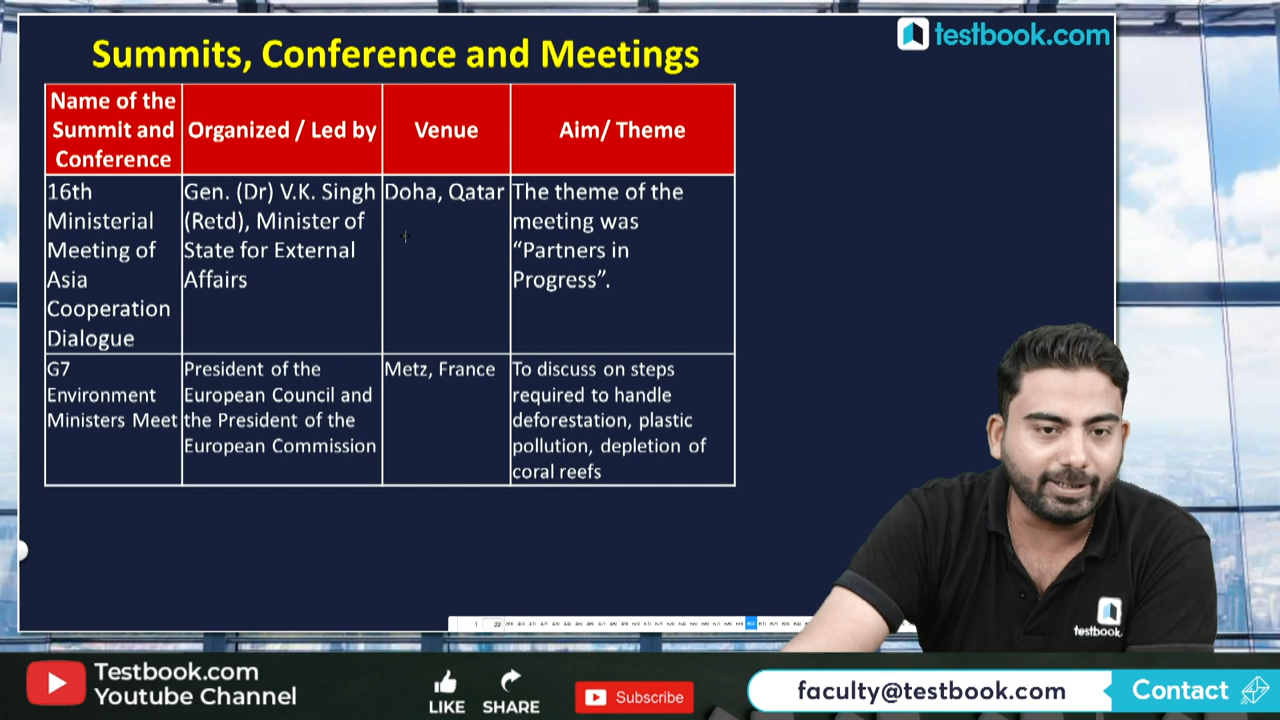 testbook.com
Summits, Conference and Meetings
Name of the
Summit and
Conference
Organized / Led by
Venue
Aim/ Theme
16th
Ministerial
Meeting of
Asia
Cooperation
Dialogue
Gen. (Dr) V.K. Singh
(Retd), Minister of
State for External
Affairs
Doha, Qatar
The theme of the
meeting was
“Partners in
Progress”.
G7
Environment
Ministers Meet
President of the
European Council and
the President of the
European Commission
Metz, France
To discuss on steps
required to handle
deforestation, plastic
pollution, depletion of
coral reefs
testbook.
Testbook.com
Youtube Channel
LIKE
SHARE
Subscribe
faculty@testbook.com
Contact